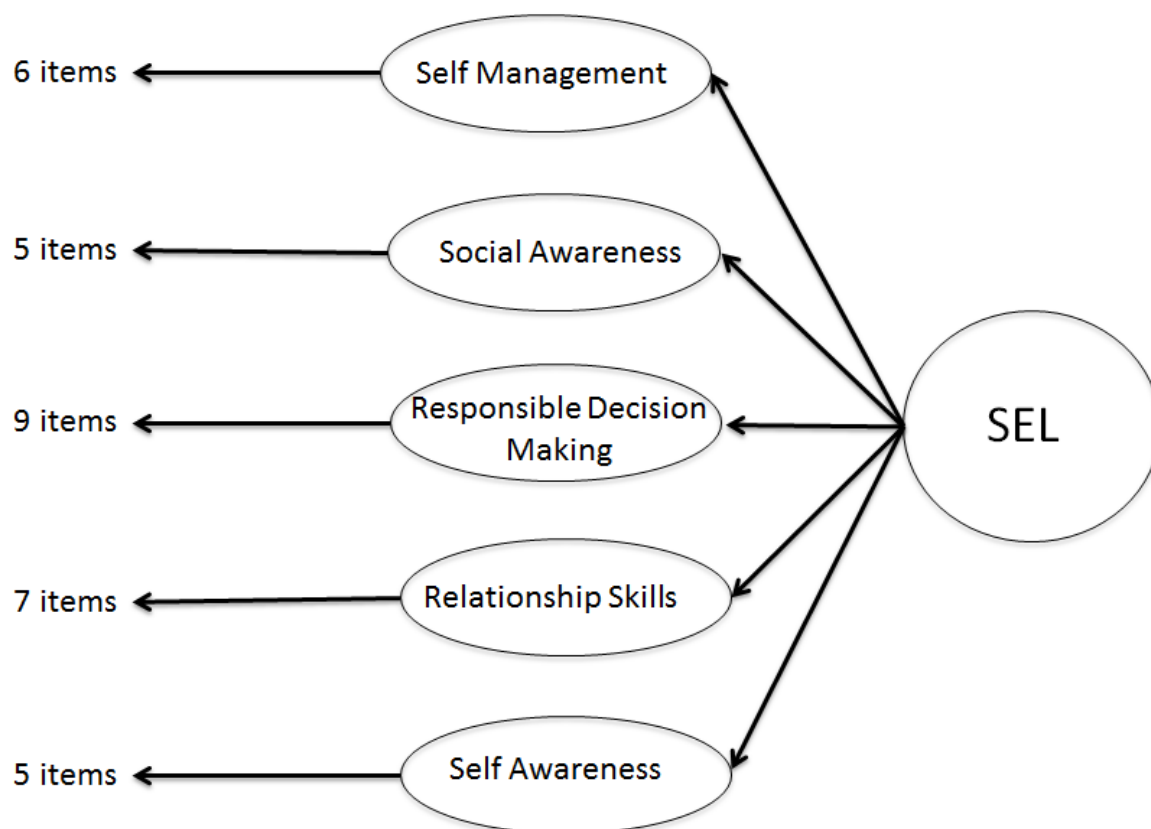 6 items
Self Management
5 items
Social Awareness
9 items
Responsible Decision
Making
SEL
7 items
Relationship Skills
5 items
Self Awareness